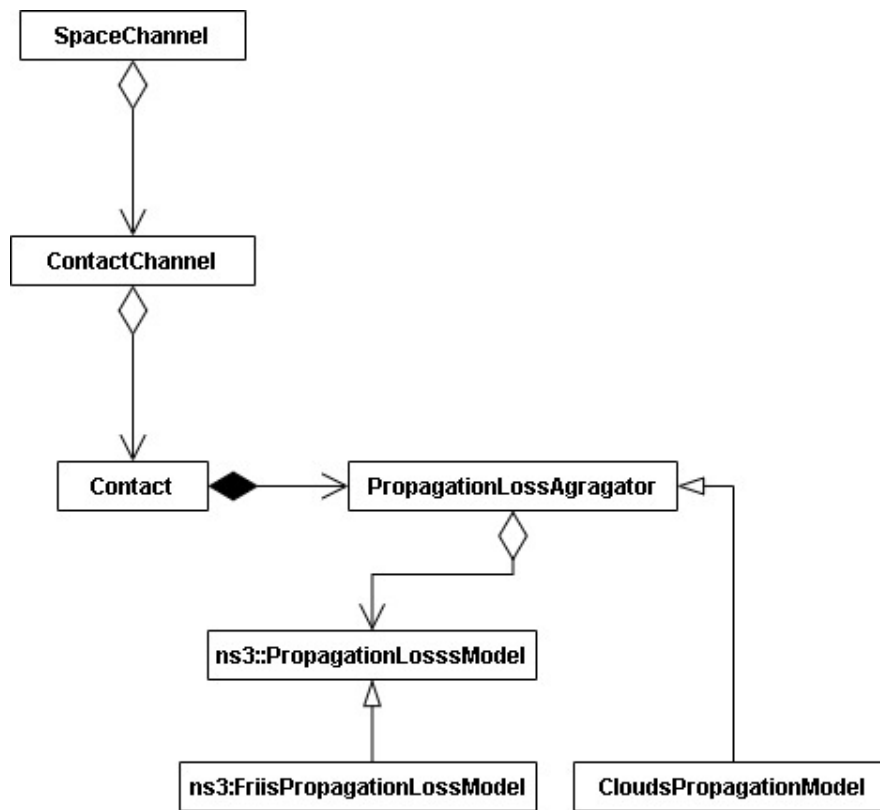 SpaceChannel
ContactChannel
Contact
PropagationLossAgragator
ns3::PropagationLosssModel
ns3:FriisPropagationLossModel
CloudsPropagationModel